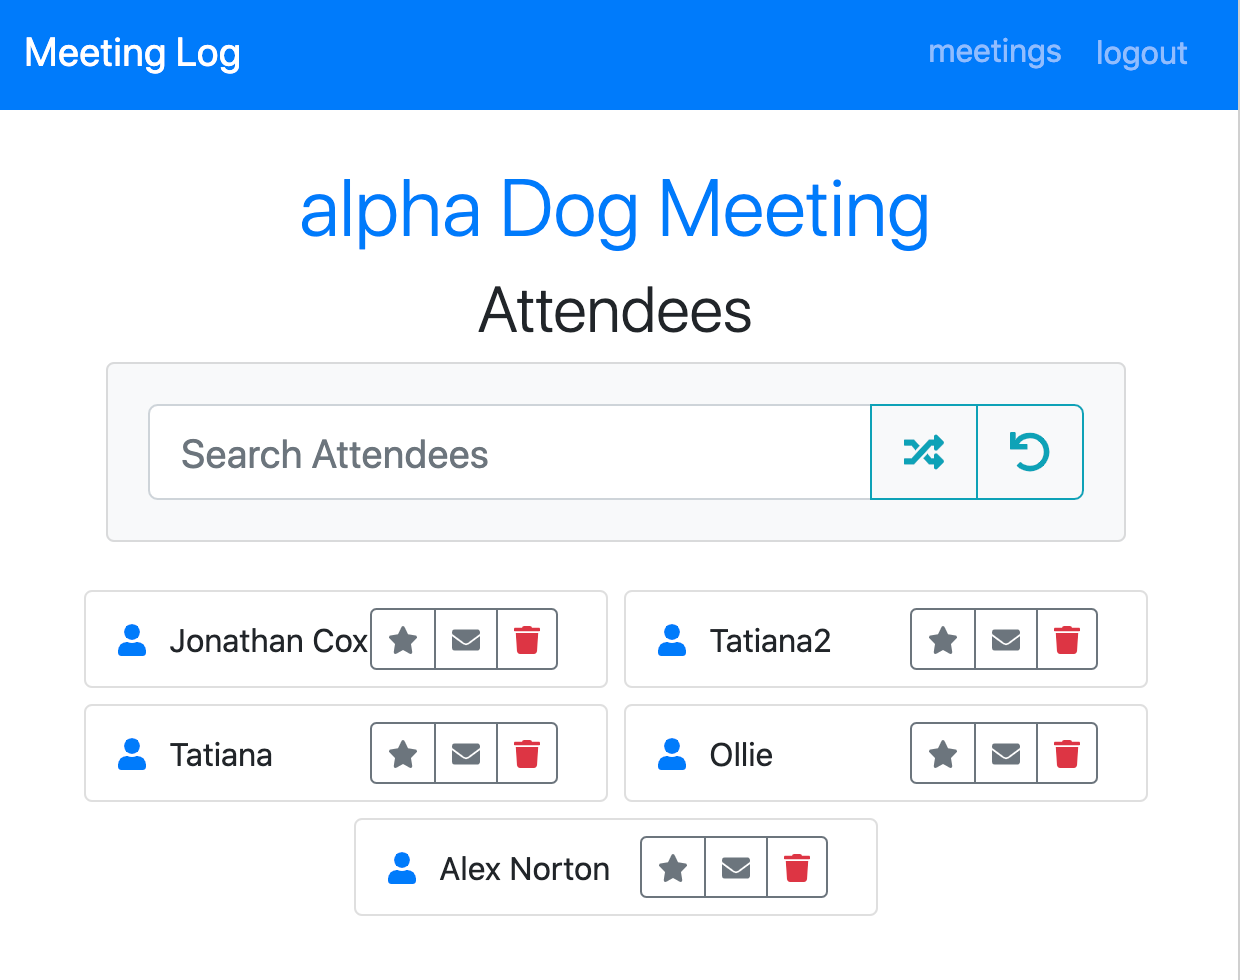 Meeting Log meetings logout
alpha Dog Meeting
Attendees
Search Attendees
Jonathan Cox
Tatiana2
Tatiana
Ollie
Alex Norton